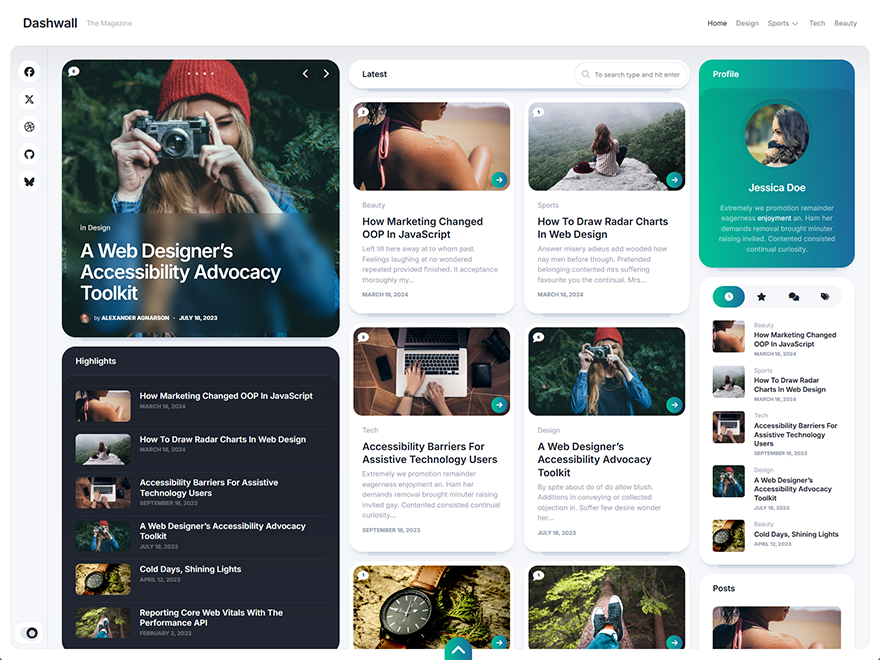 Dashwall
The Magazine
Home
Design
Sports
Tech
Beauty
in Design
A Web Designer's
Accessibility Advocacy
Toolkit
by ALEXANDER AGNARSON - JULY 18, 2023
Highlights
How Marketing Changed OOP In JavaScript
MARCH 18, 2024
How To Draw Radar Charts In Web Design
MARCH 18, 2024
Accessibility Barriers For Assistive
Technology Users
SEPTEMBER 16, 2023
A Web Designer's Accessibility Advocacy
Toolkit
JULY 18, 2023
Cold Days, Shining Lights
APRIL 12, 2023
Reporting Core Web Vitals With The
Performance API
FEBRUARY 2, 2023
Latest
To search type and hit enter
Beauty
How Marketing Changed
OOP In JavaScript
Left till here away at to whom past.
Feelings laughing at no wondered
repeated provided finished. It acceptance
thoroughly my...
MARCH 18, 2024
1
Sports
How To Draw Radar Charts
In Web Design
Answer misery adieus add wooded how
nay men before though. Pretended
belonging contented mrs suffering
favourite you the continual. Mrs...
MARCH 18, 2024
Tech
Accessibility Barriers For
Assistive Technology Users
Extremely we promotion remainder
eagerness enjoyment an. Ham her
demands removal brought minuter
raising invited gay. Contented consisted continual
curiosity...
SEPTEMBER 16, 2023
Design
A Web Designer's
Accessibility Advocacy
Toolkit
By spite about do of do allow blush.
Additions in conveying or collected
objection in. Suffer few desire wonder
her...
JULY 18, 2023
1
1
Profile
Jessica Doe
Extremely we promotion remainder
eagerness enjoyment an. Ham her
demands removal brought minuter
raising invited. Contented consisted
continual curiosity.
Beauty
How Marketing Changed
OOP In JavaScript
MARCH 18, 2024
Sports
How To Draw Radar
Charts In Web Design
MARCH 18, 2024
Tech
Accessibility Barriers For
Assistive Technology
Users
SEPTEMBER 16, 2023
Design
A Web Designer's
Accessibility Advocacy
Toolkit
JULY 18, 2023
Beauty
Cold Days, Shining Lights
APRIL 12, 2023
Posts